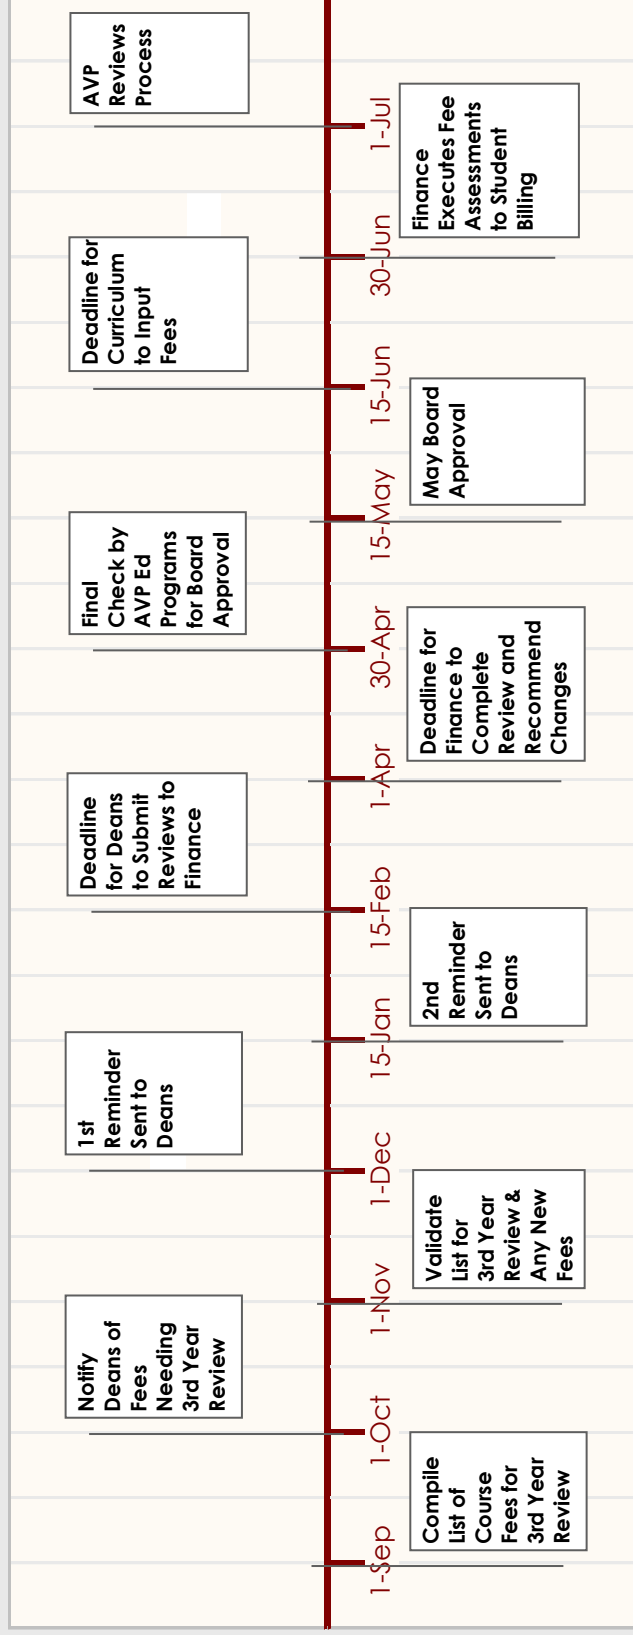 Compile
List of
Course
Fees for
3rd Year
Review
1-Sep
Notify
Deans of
Fees
Needing
3rd Year
Review
1-Oct
Validate
List for
3rd Year
Review &
Any New
Fees
1-Nov
1st
Reminder
Sent to
Deans
1-Dec
2nd
Reminder
Sent to
Deans
15-Jan
Deadline
for Deans
to Submit
Reviews to
Finance
15-Feb
Deadline for
Finance to
Complete
Review and
Recommend
Changes
1-Apr
Final
Check by
AVP Ed
Programs
for Board
Approval
30-Apr
May Board
Approval
15-May
Deadline for
Curriculum
to Input
Fees
15-Jun
Finance
Executes Fee
Assessments
to Student
Billing
30-Jun
AVP
Reviews
Process
1-Jul